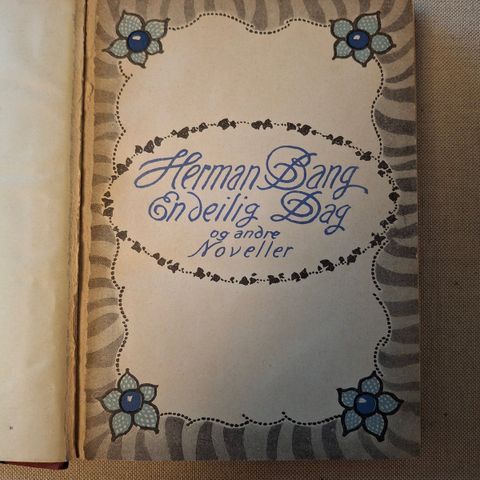 Herman Bang
En deilig Dag
og andre
Noveller